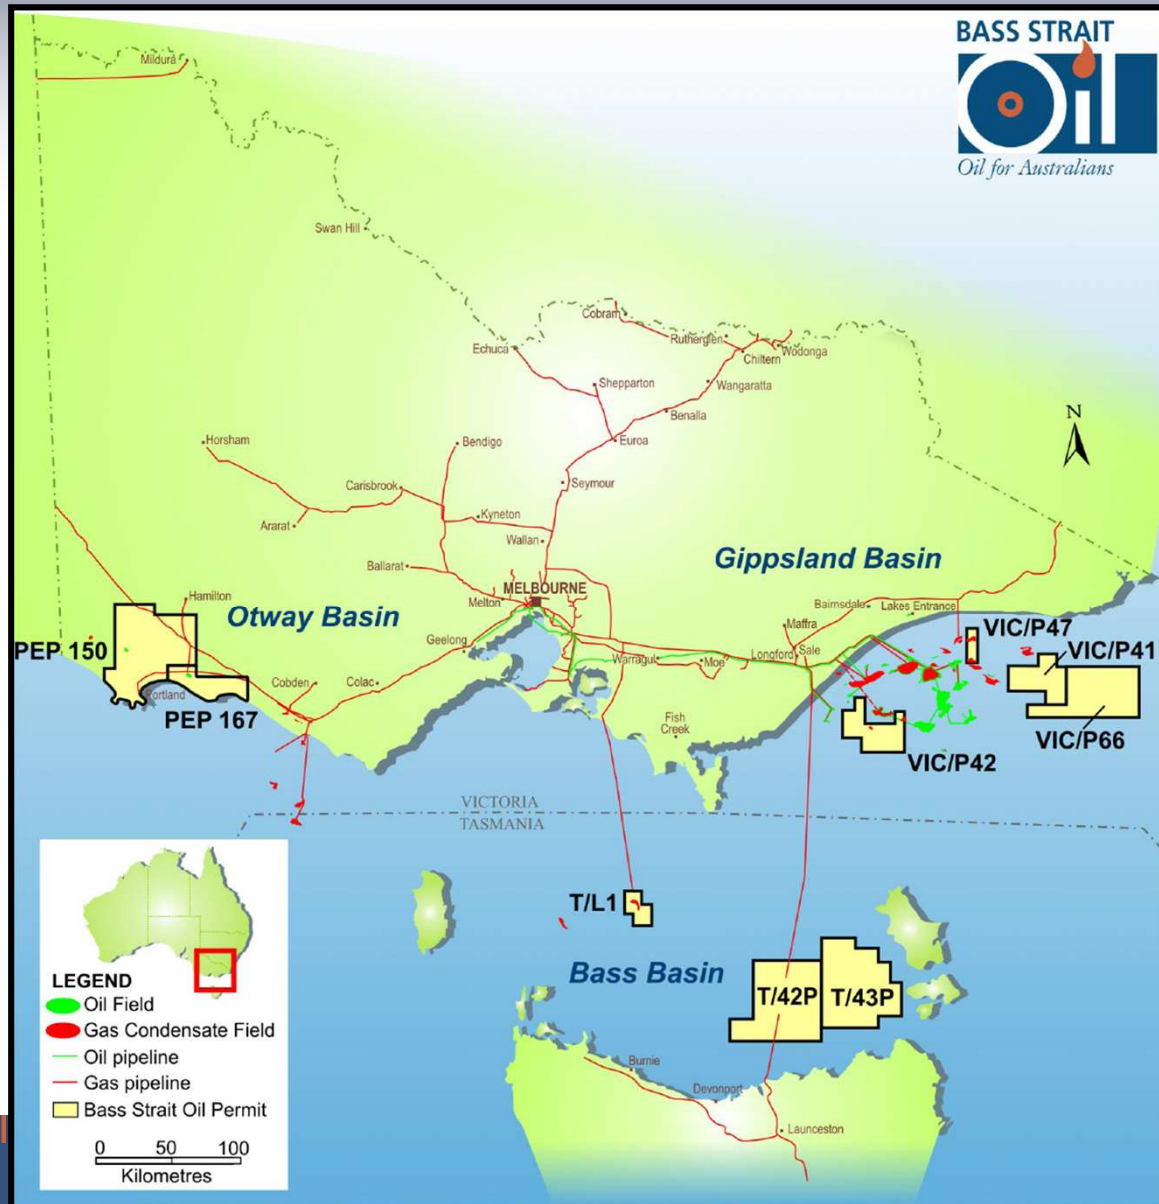 BASS STRAIT
Oil
Oil for Australians
Mildura
Swan Hill
Cobram
Rutherglen
Echuca
Chiltern
Wodonga
Shepparton
Wangaratta
Benalla
N
Horsham
Bendigo
Euroa
Carisbrook
Seymour
Ararat
Kyneton
Wallan
Gippsland Basin
Ballarat
MELBOURNE
Hamilton
Melton
Otway Basin
Bairnsdale
Lakes Entrance
Maffra
VIC/P47
Geelong
PEP 150
Warragul
Moe
Longford
Sale
VIC/P41
Portland
Cobden
Colac
PEP 167
Fish
Creek
VIC/P66
VIC/P42
VICTORIA
TASMANIA
T/L1
Bass Basin
T/42P
T/43P
Burnie
Devonport
Launceston
LEGEND
Oil Field
Gas Condensate Field
Oil pipeline
Gas pipeline
Bass Strait Oil Permit
0 50 100
Kilometres